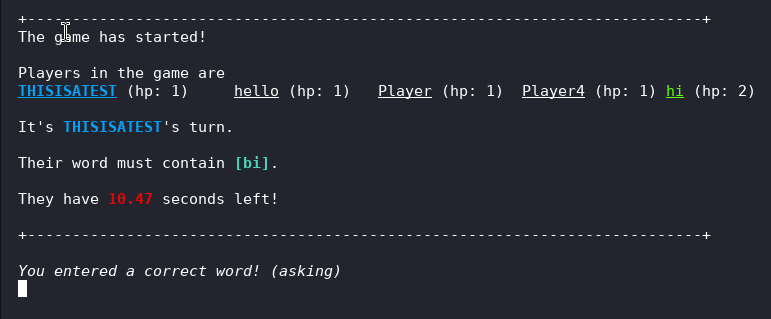 +---------------------------------------------------------------------------+
The game has started!
Players in the game are
THISISATEST (hp: 1) hello (hp: 1) Player (hp: 1) Player4 (hp: 1) hi (hp: 2)
It's THISISATEST's turn.
Their word must contain [bi].
They have 10.47 seconds left!
+---------------------------------------------------------------------------+
You entered a correct word! (asking)